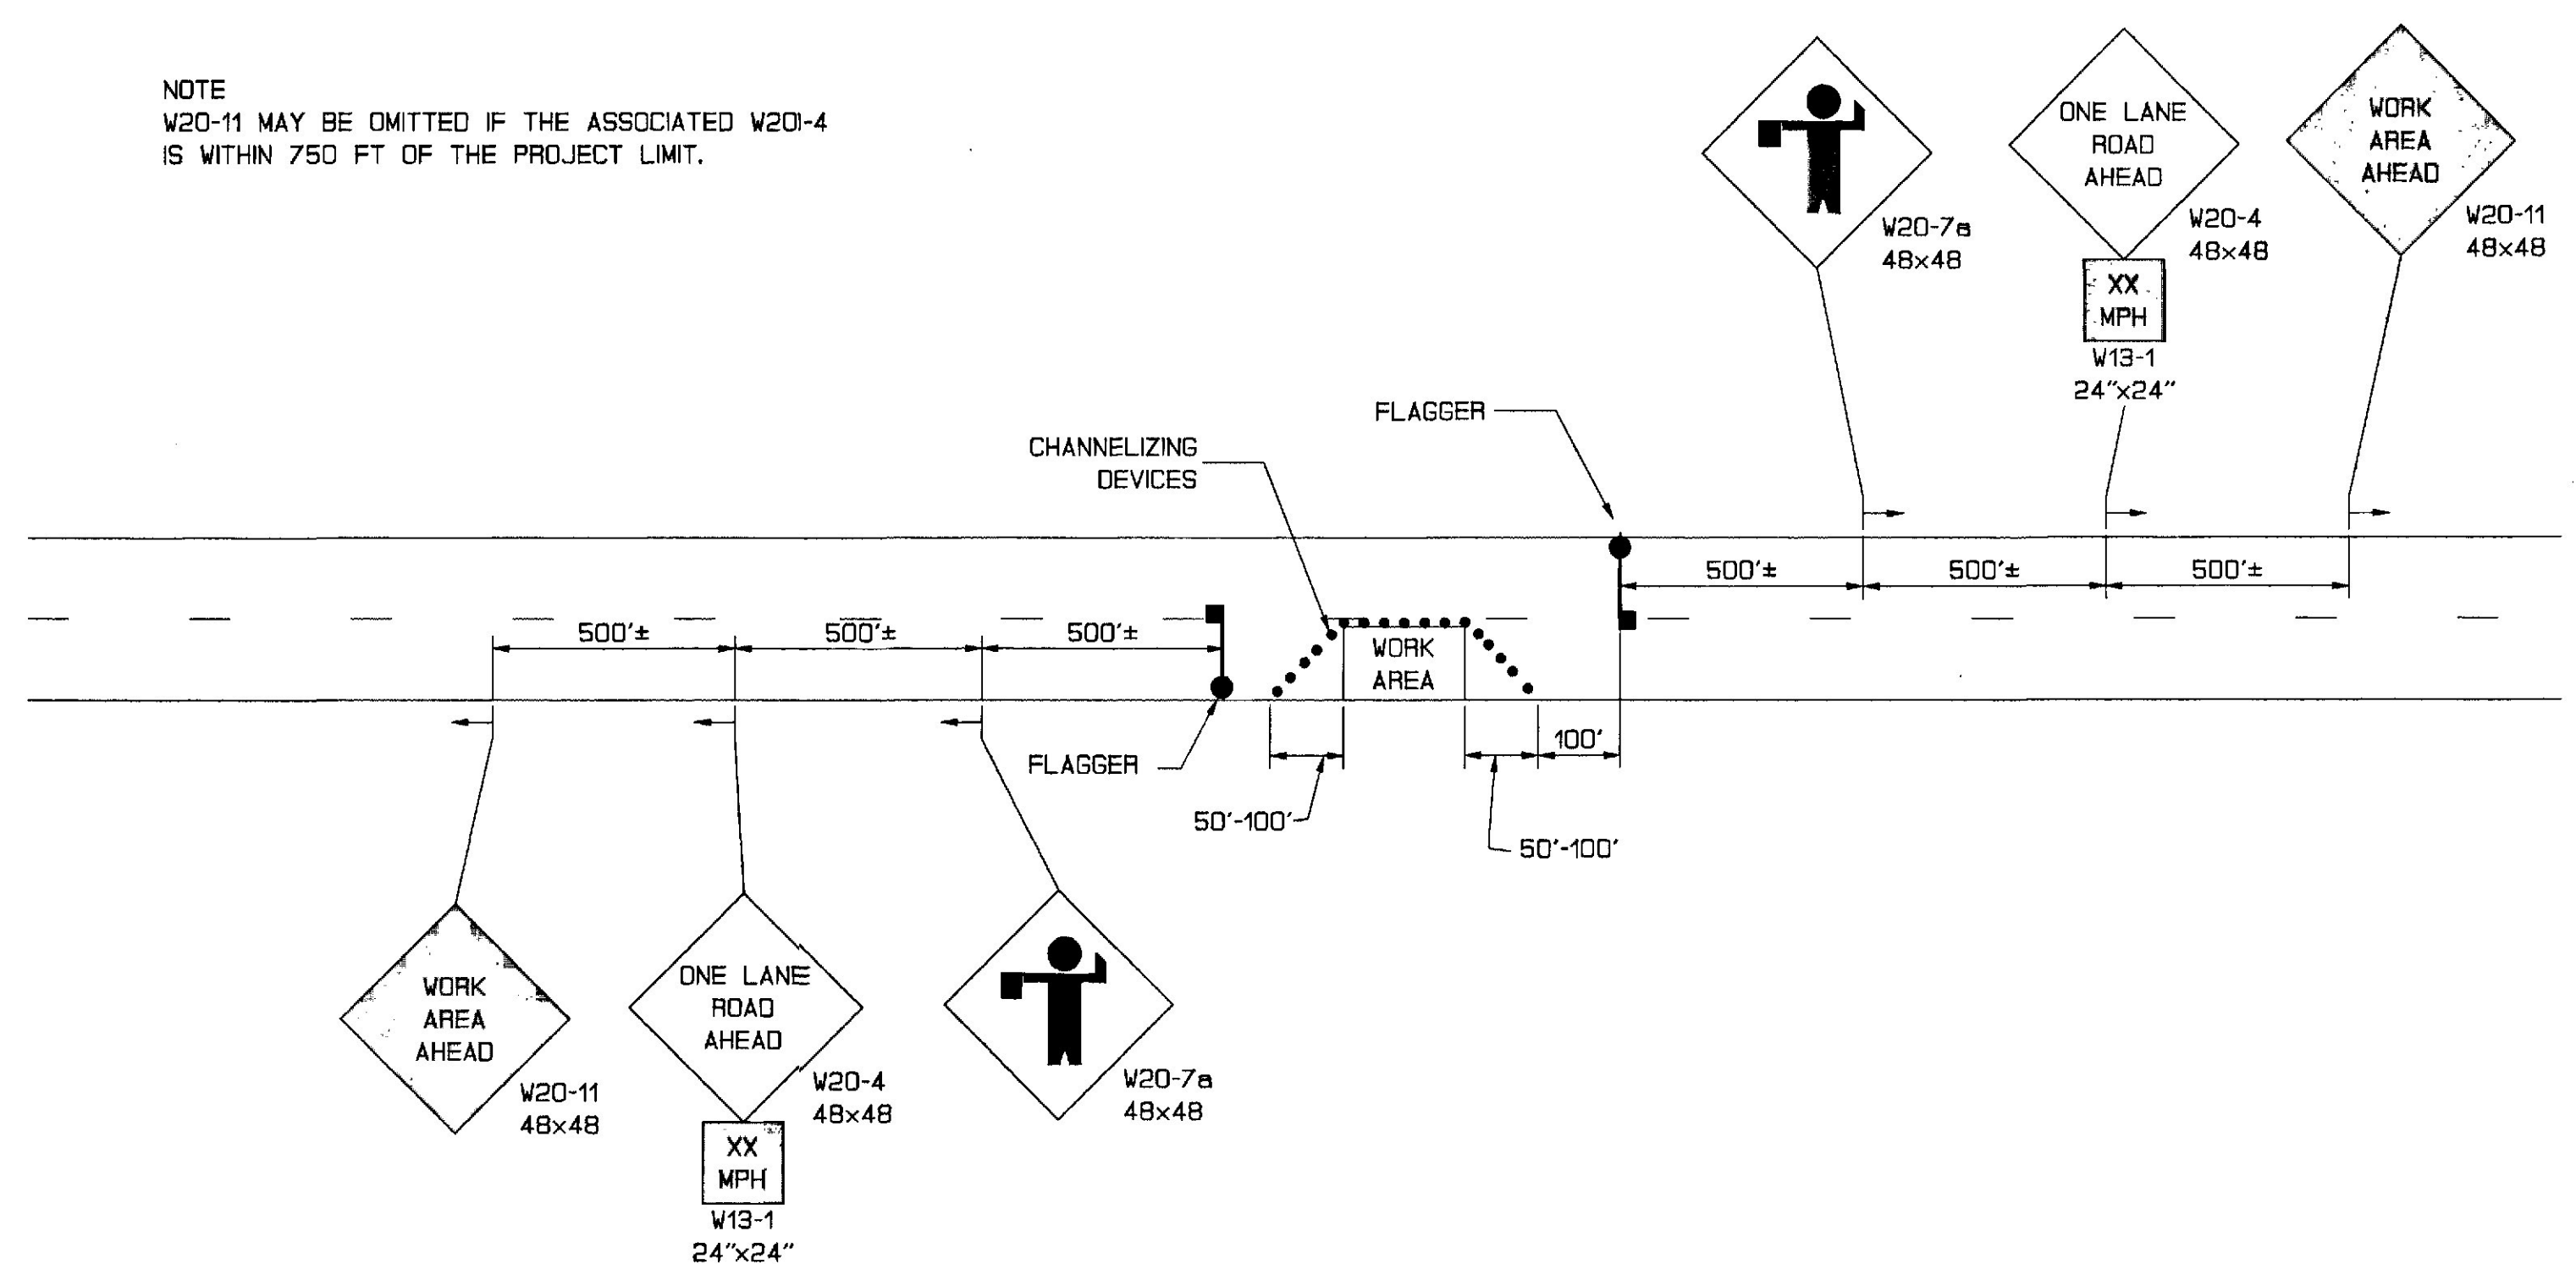 NOTE
W20-11 MAY BE OMITTED IF THE ASSOCIATED W20-4
IS WITHIN 750 FT OF THE PROJECT LIMIT.
W20-7a
48x48
ONE LANE
ROAD
AHEAD
W20-4
48x48
XX
MPH
W13-1
24"x24"
WORK
AREA
AHEAD
W20-11
48x48
FLAGGER
CHANNELIZING
DEVICES
500'±
500'±
500'±
500'±
500'±
500'±
WORK
AREA
100'
FLAGGER
50'-100'
50'-100'
WORK
AREA
AHEAD
W20-11
48x48
ONE LANE
ROAD
AHEAD
W20-4
48x48
XX
MPH
W13-1
24"x24"
W20-7a
48x48